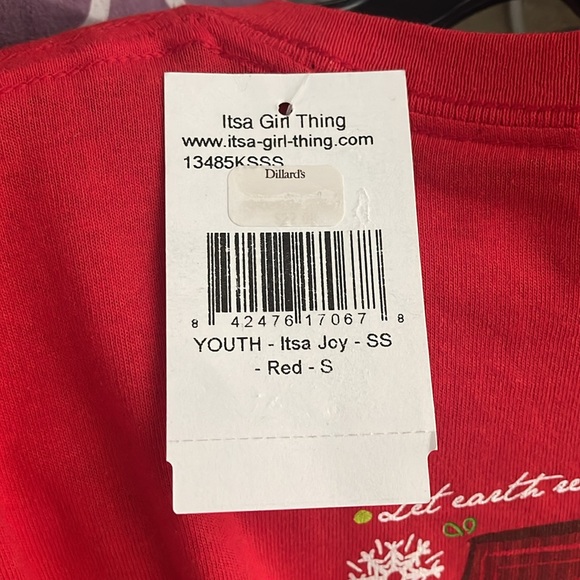 Itsa Girl Thing
www.itsa-girl-thing.com
13485KSSS
Dillard's
8 42476 17067 8
YOUTH - Itsa Joy - SS
- Red - S
Let earth re